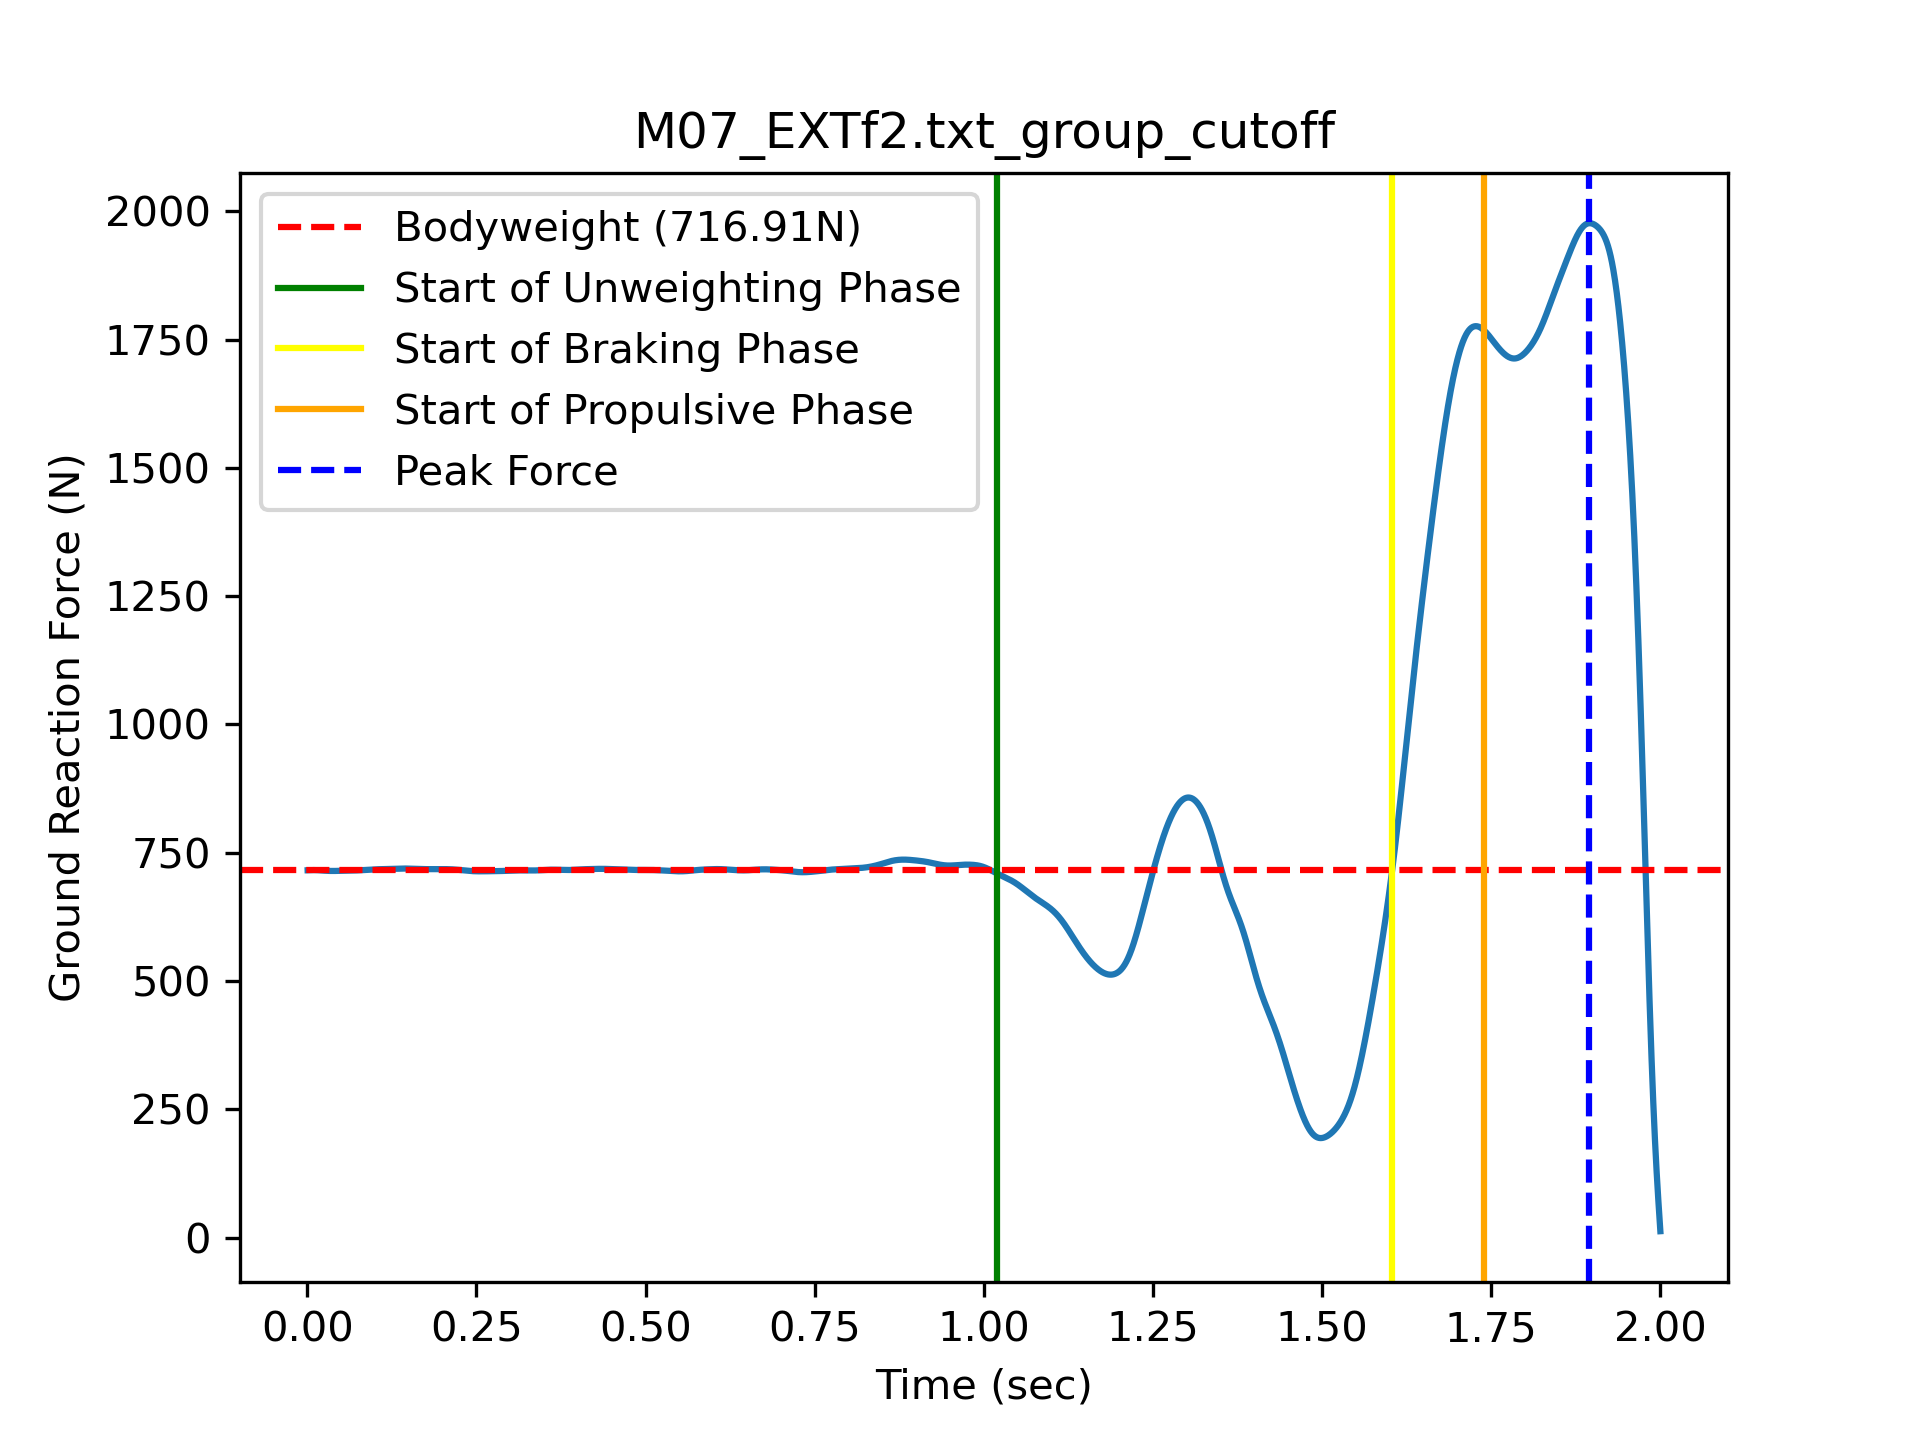 M07_EXTf2.txt_group_cutoff
2000
1750
1500
1250
1000
750
500
250
0
Ground Reaction Force (N)
Bodyweight (716.91N)
Start of Unweighting Phase
Start of Braking Phase
Start of Propulsive Phase
Peak Force
0.00 0.25 0.50 0.75 1.00 1.25 1.50 1.75 2.00
Time (sec)